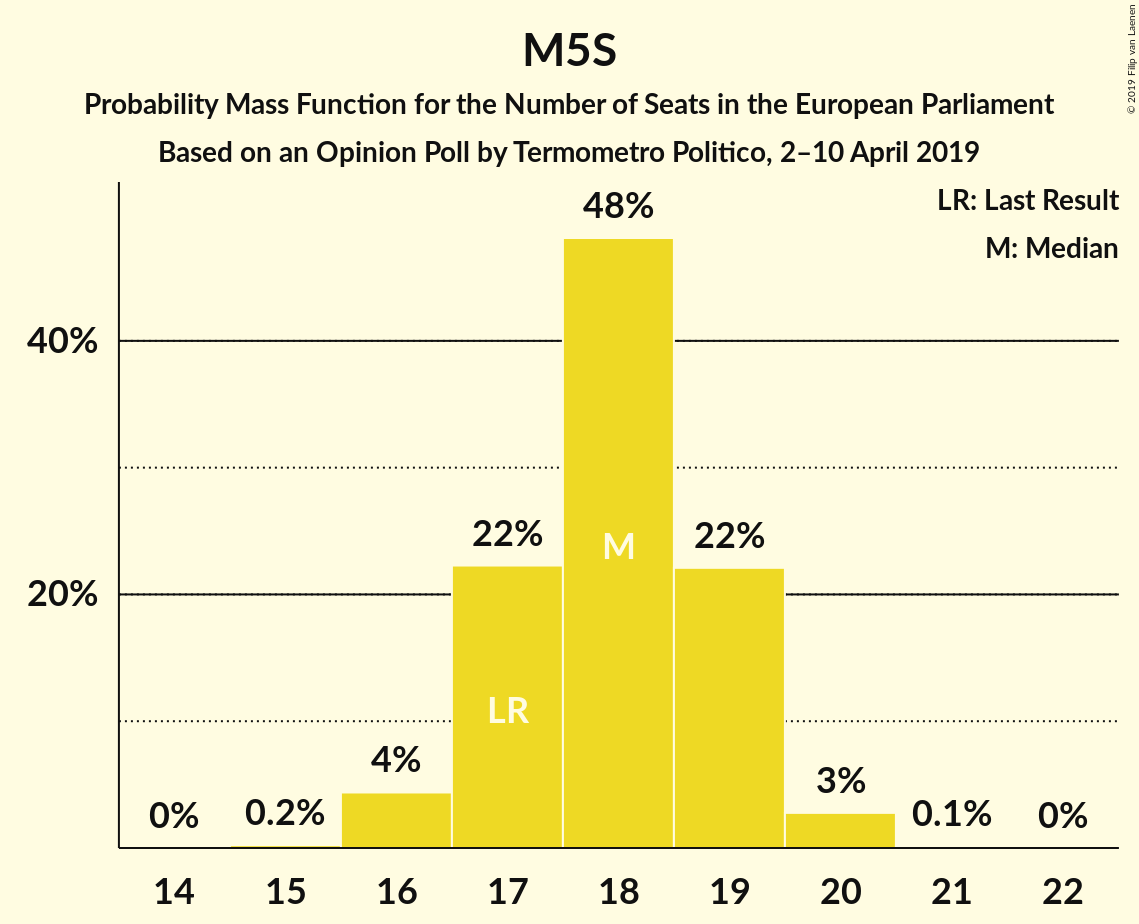 M5S
Probability Mass Function for the Number of Seats in the European Parliament
Based on an Opinion Poll by Termometro Politico, 2–10 April 2019
© 2019 Filip van Laenen
LR: Last Result
M: Median
48%
40%
22%
M
22%
20%
LR
4%
3%
0%
0.2%
0.1%
0%
14 15 16 17 18 19 20 21 22